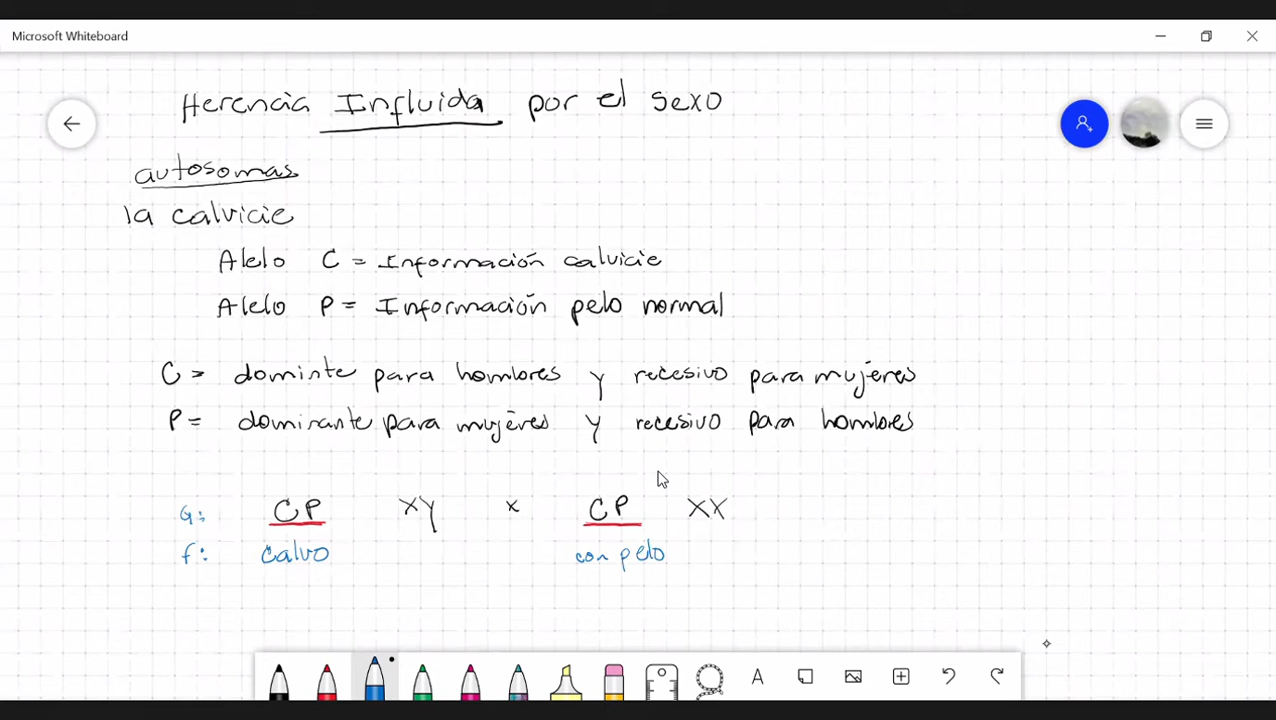 Microsoft Whiteboard
Herencia Influida por el sexo
autosomas
la calvicie
Alelo C = Información calvicie
Alelo P = Información pelo normal
C = dominte para hombres y recesivo para mujeres
P = dominante para mujeres y recesivo para hombres
G: CP XY x CP XX
f: calvo con pelo
A